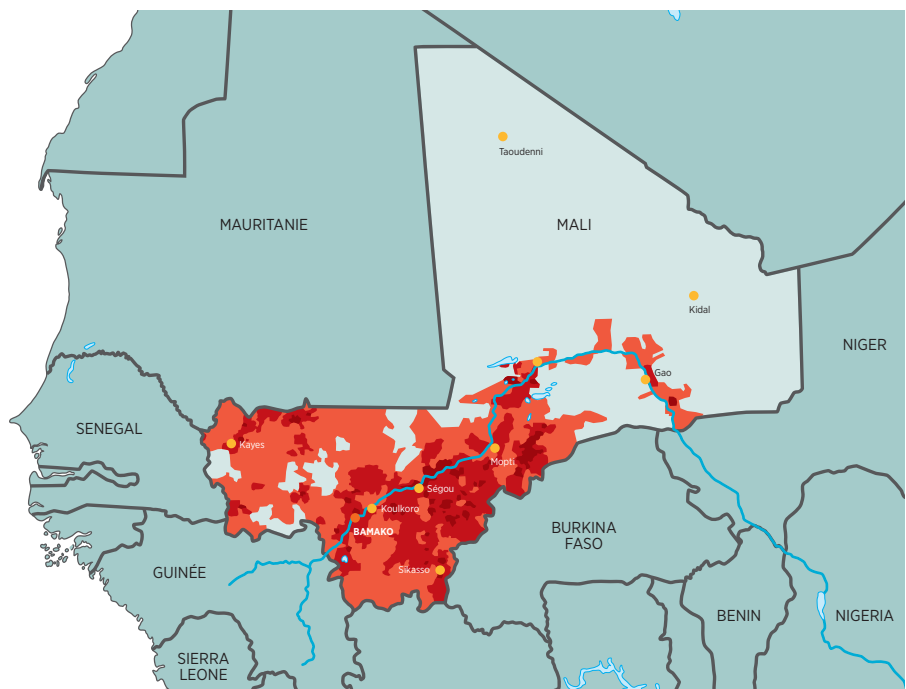 Taoudenni
MAURITANIE
MALI
Kidal
NIGER
Gao
SENEGAL
Kayes
Mopti
Ségou
Koulkoro
BAMAKO
BURKINA
FASO
Sikasso
GUINÉE
BENIN
NIGERIA
SIERRA
LEONE